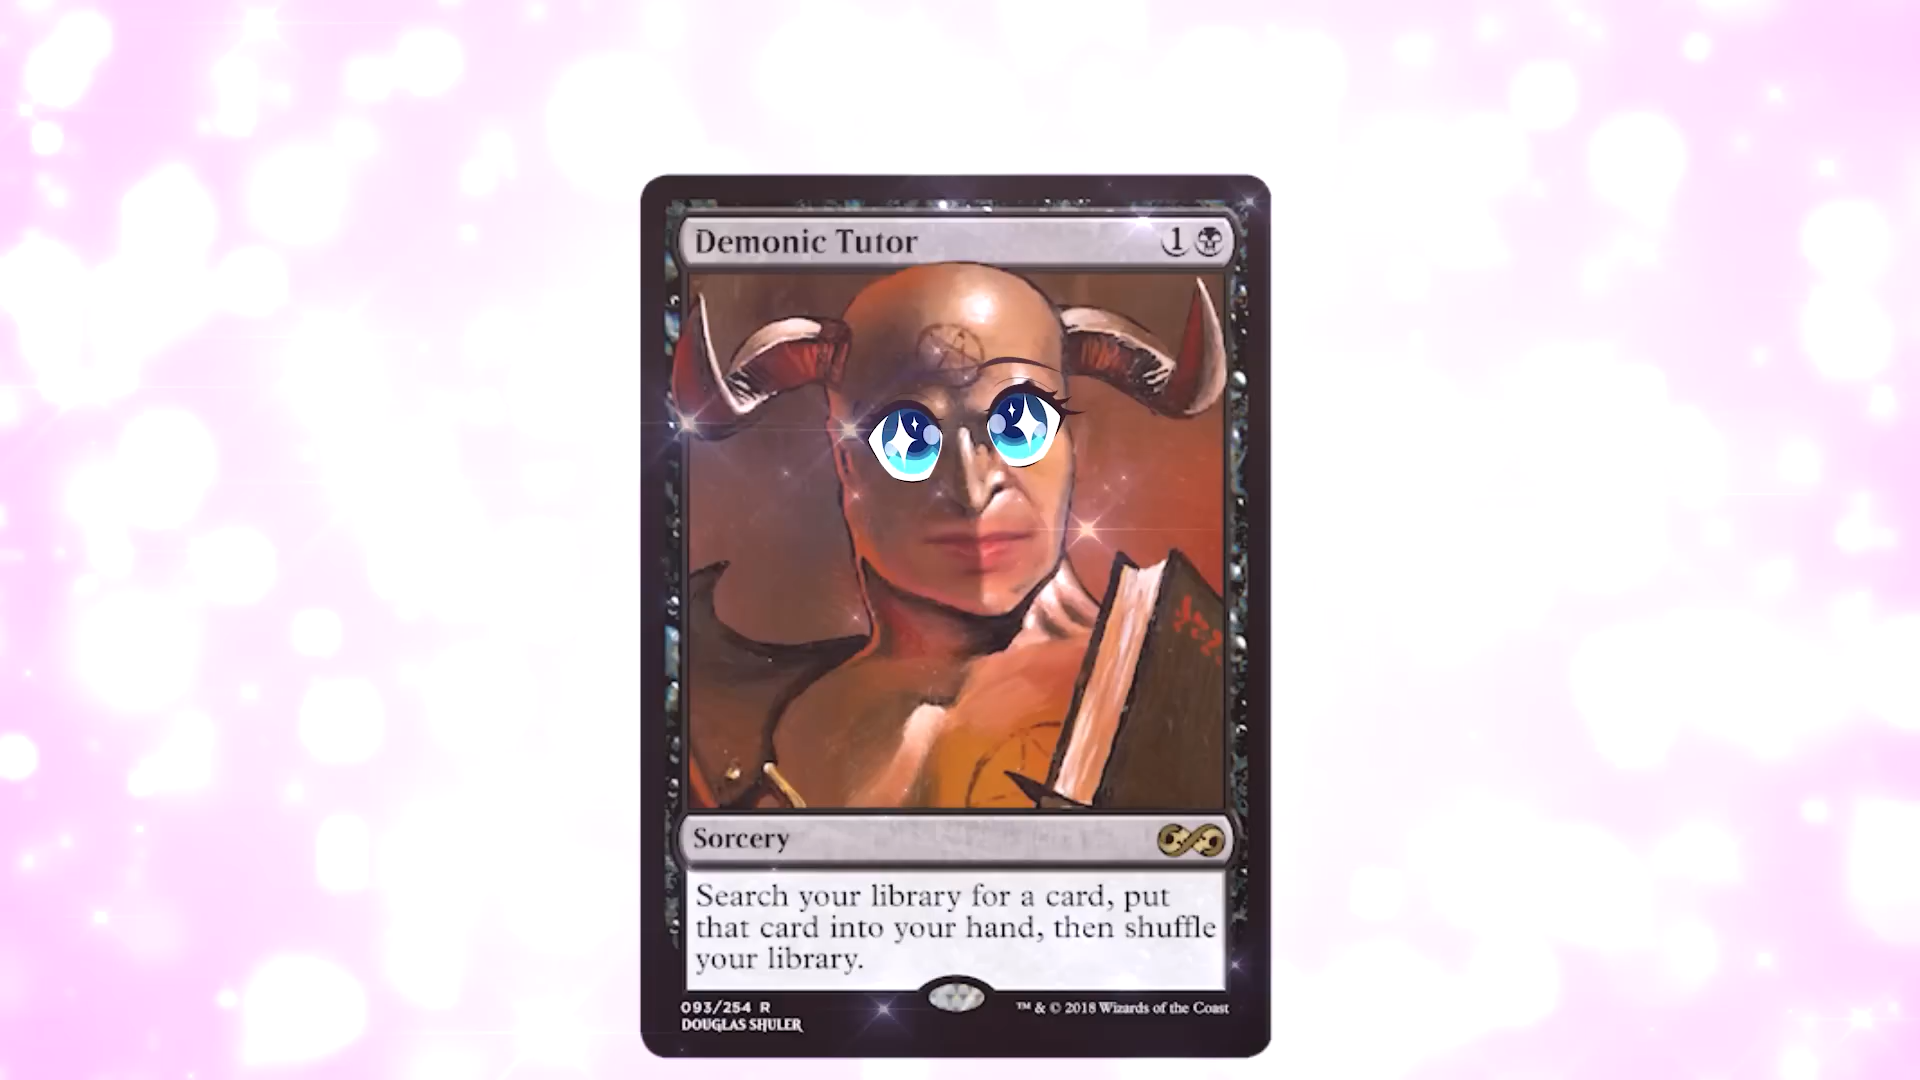 Demonic Tutor 1
Sorcery
Search your library for a card, put
that card into your hand, then shuffle
your library.
093/254 R
DOUGLAS SHULER
™ & © 2018 Wizards of the Coast